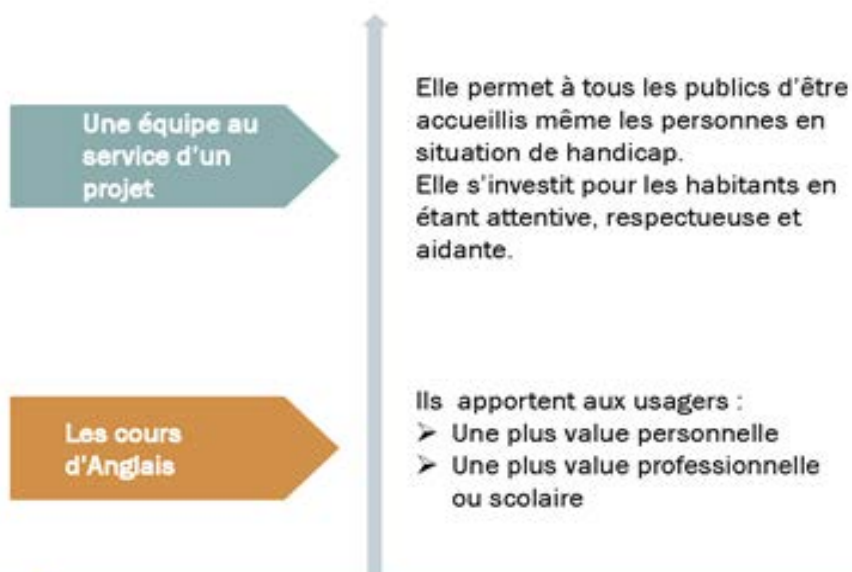 Une équipe au
service d'un
projet
Elle permet à tous les publics d'être
accueillis même les personnes en
situation de handicap.
Elle s'investit pour les habitants en
étant attentive, respectueuse et
aidante.
Les cours
d'Anglais
Ils apportent aux usagers :
➢ Une plus value personnelle
➢ Une plus value professionnelle
ou scolaire